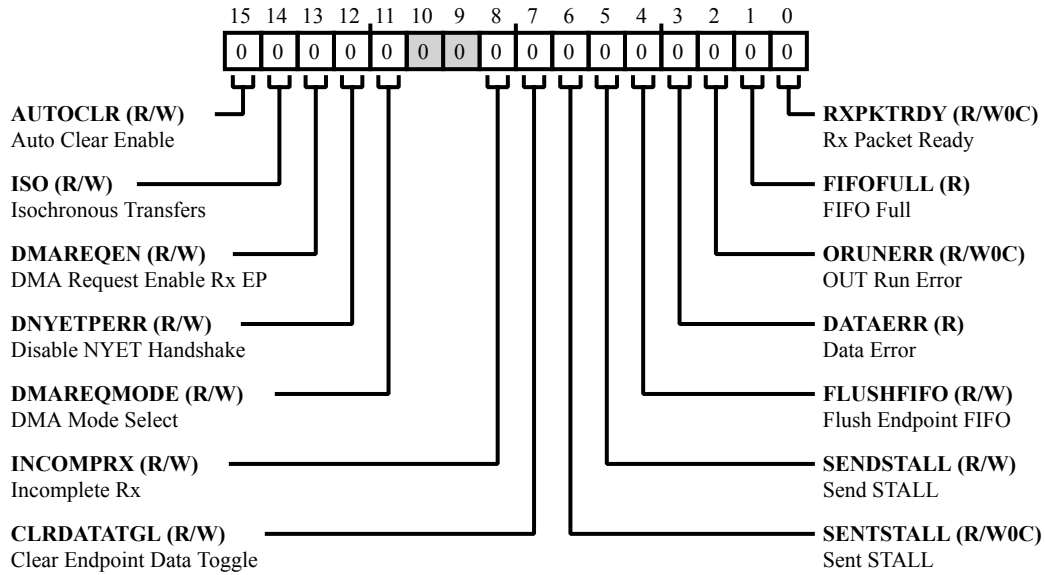 15 14 13 12 11 10 9 8 7 6 5 4 3 2 1 0
0 0 0 0 0 0 0 0 0 0 0 0 0 0 0 0
AUTOCLR (R/W)
Auto Clear Enable
ISO (R/W)
Isochronous Transfers
DMAREQEN (R/W)
DMA Request Enable Rx EP
DNYETPERR (R/W)
Disable NYET Handshake
DMAREQMODE (R/W)
DMA Mode Select
INCOMPRX (R/W)
Incomplete Rx
CLRDATATGL (R/W)
Clear Endpoint Data Toggle
RXPKTRDY (R/W0C)
Rx Packet Ready
FIFOFULL (R)
FIFO Full
ORUNERR (R/W0C)
OUT Run Error
DATAERR (R)
Data Error
FLUSHFIFO (R/W)
Flush Endpoint FIFO
SENDSTALL (R/W)
Send STALL
SENTSTALL (R/W0C)
Sent STALL